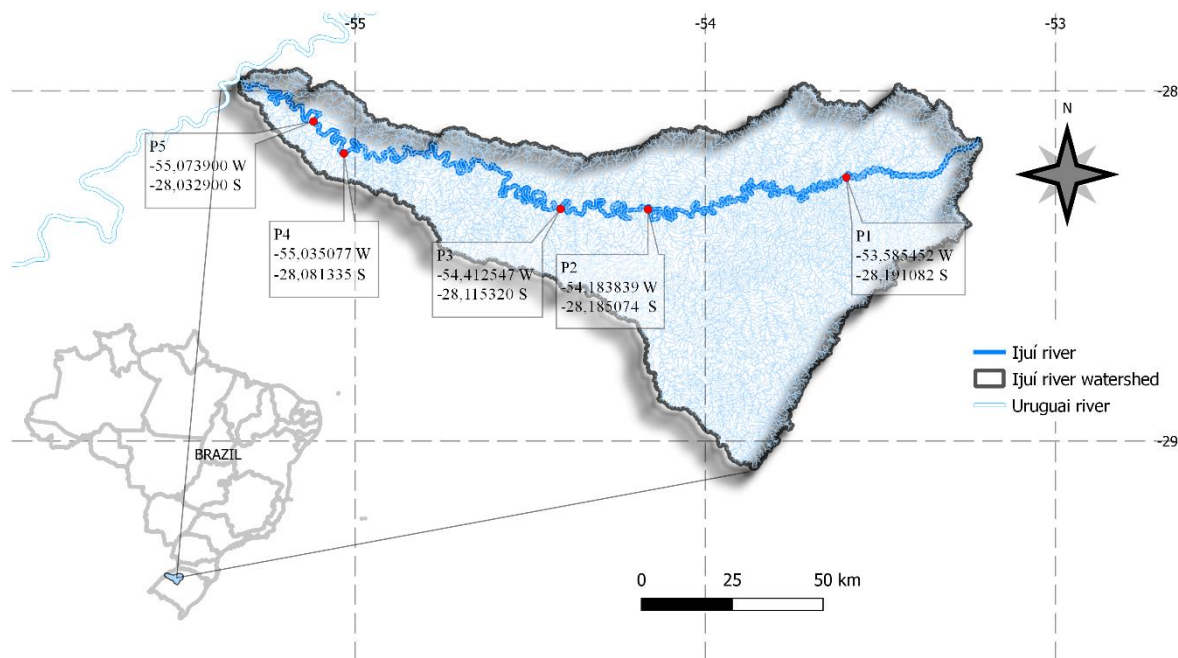 -55
-54
-53
-28
N
P5
-55,073900 W
-28,032900 S
P4
-55,035077 W
-28,081335 S
P3
-54,412547 W
-28,115320 S
P2
-54,183839 W
-28,185074 S
P1
-53,585452 W
-28,191082 S
Ijuí river
Ijuí river watershed
Uruguai river
-29
BRAZIL
0 25 50 km